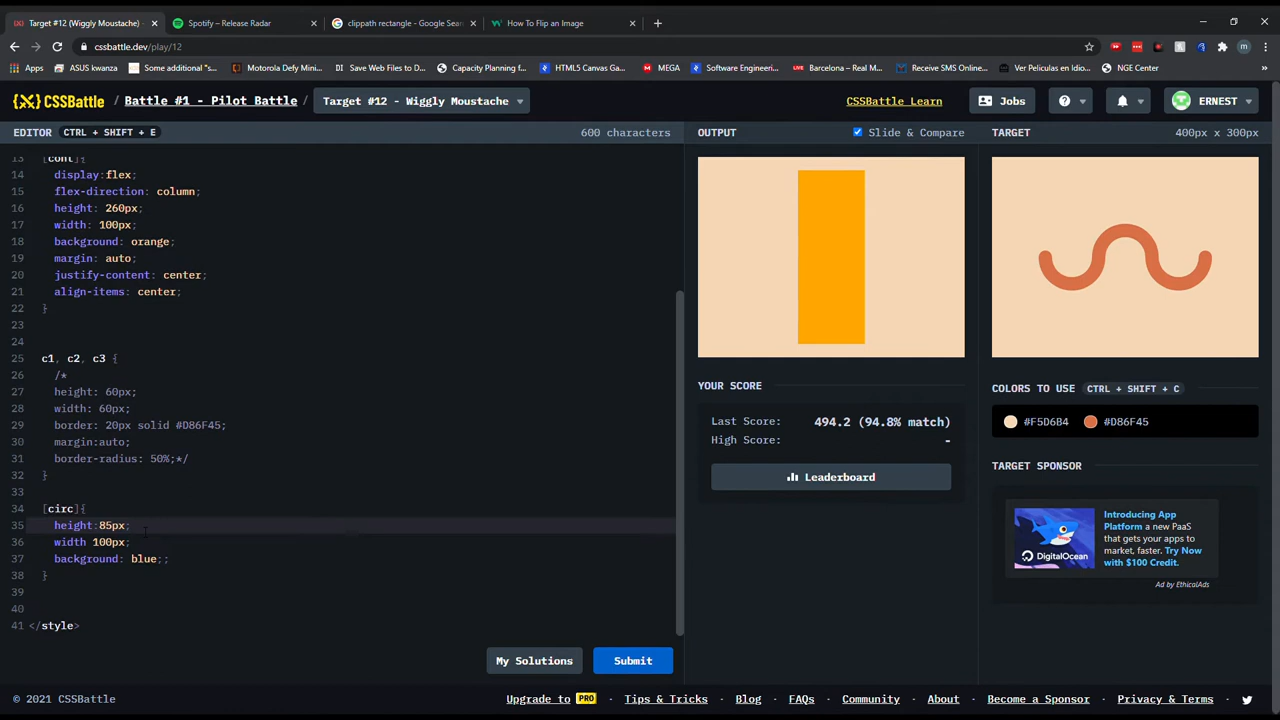 Target #12 (Wiggly Moustache) -
Spotify – Release Radar
clippath rectangle - Google Sea
How To Flip an Image
cssbattle.dev/play/12
m
Apps
ASUS kwanza
Some additional "s...
Motorola Defy Mini...
DI Save Web Files to D...
Capacity Planning f...
HTML5 Canvas Ga...
MEGA
Software Engineeri...
LIVE Barcelona – Real M...
Receive SMS Online...
Ver Peliculas en Idio...
NGE Center
CSSBattle / Battle #1 - Pilot Battle / Target #12 - Wiggly Moustache
CSSBattle Learn
Jobs
ERNEST
EDITOR CTRL + SHIFT + E
600 characters
OUTPUT
Slide & Compare
TARGET
400px x 300px
13 [cont]{
14 display:flex;
15 flex-direction: column;
16 height: 260px;
17 width: 100px;
18 background: orange;
19 margin: auto;
20 justify-content: center;
21 align-items: center;
22 }
23
24
25 c1, c2, c3 {
26 /*
27 height: 60px;
28 width: 60px;
29 border: 20px solid #D86F45;
30 margin:auto;
31 border-radius: 50%;*/
32 }
33
34 [circ]{
35 height:85px;
36 width 100px;
37 background: blue;;
38 }
39
40
41 </style>
YOUR SCORE
Last Score: 494.2 (94.8% match)
High Score: -
Leaderboard
COLORS TO USE CTRL + SHIFT + C
#F5D6B4 #D86F45
TARGET SPONSOR
Introducing App
Platform a new PaaS
that gets your apps to
market, faster. Try Now
with $100 Credit.
DigitalOcean
Ad by EthicalAds
My Solutions
Submit
© 2021 CSSBattle
Upgrade to PRO · Tips & Tricks · Blog · FAQs · Community · About · Become a Sponsor · Privacy & Terms ·